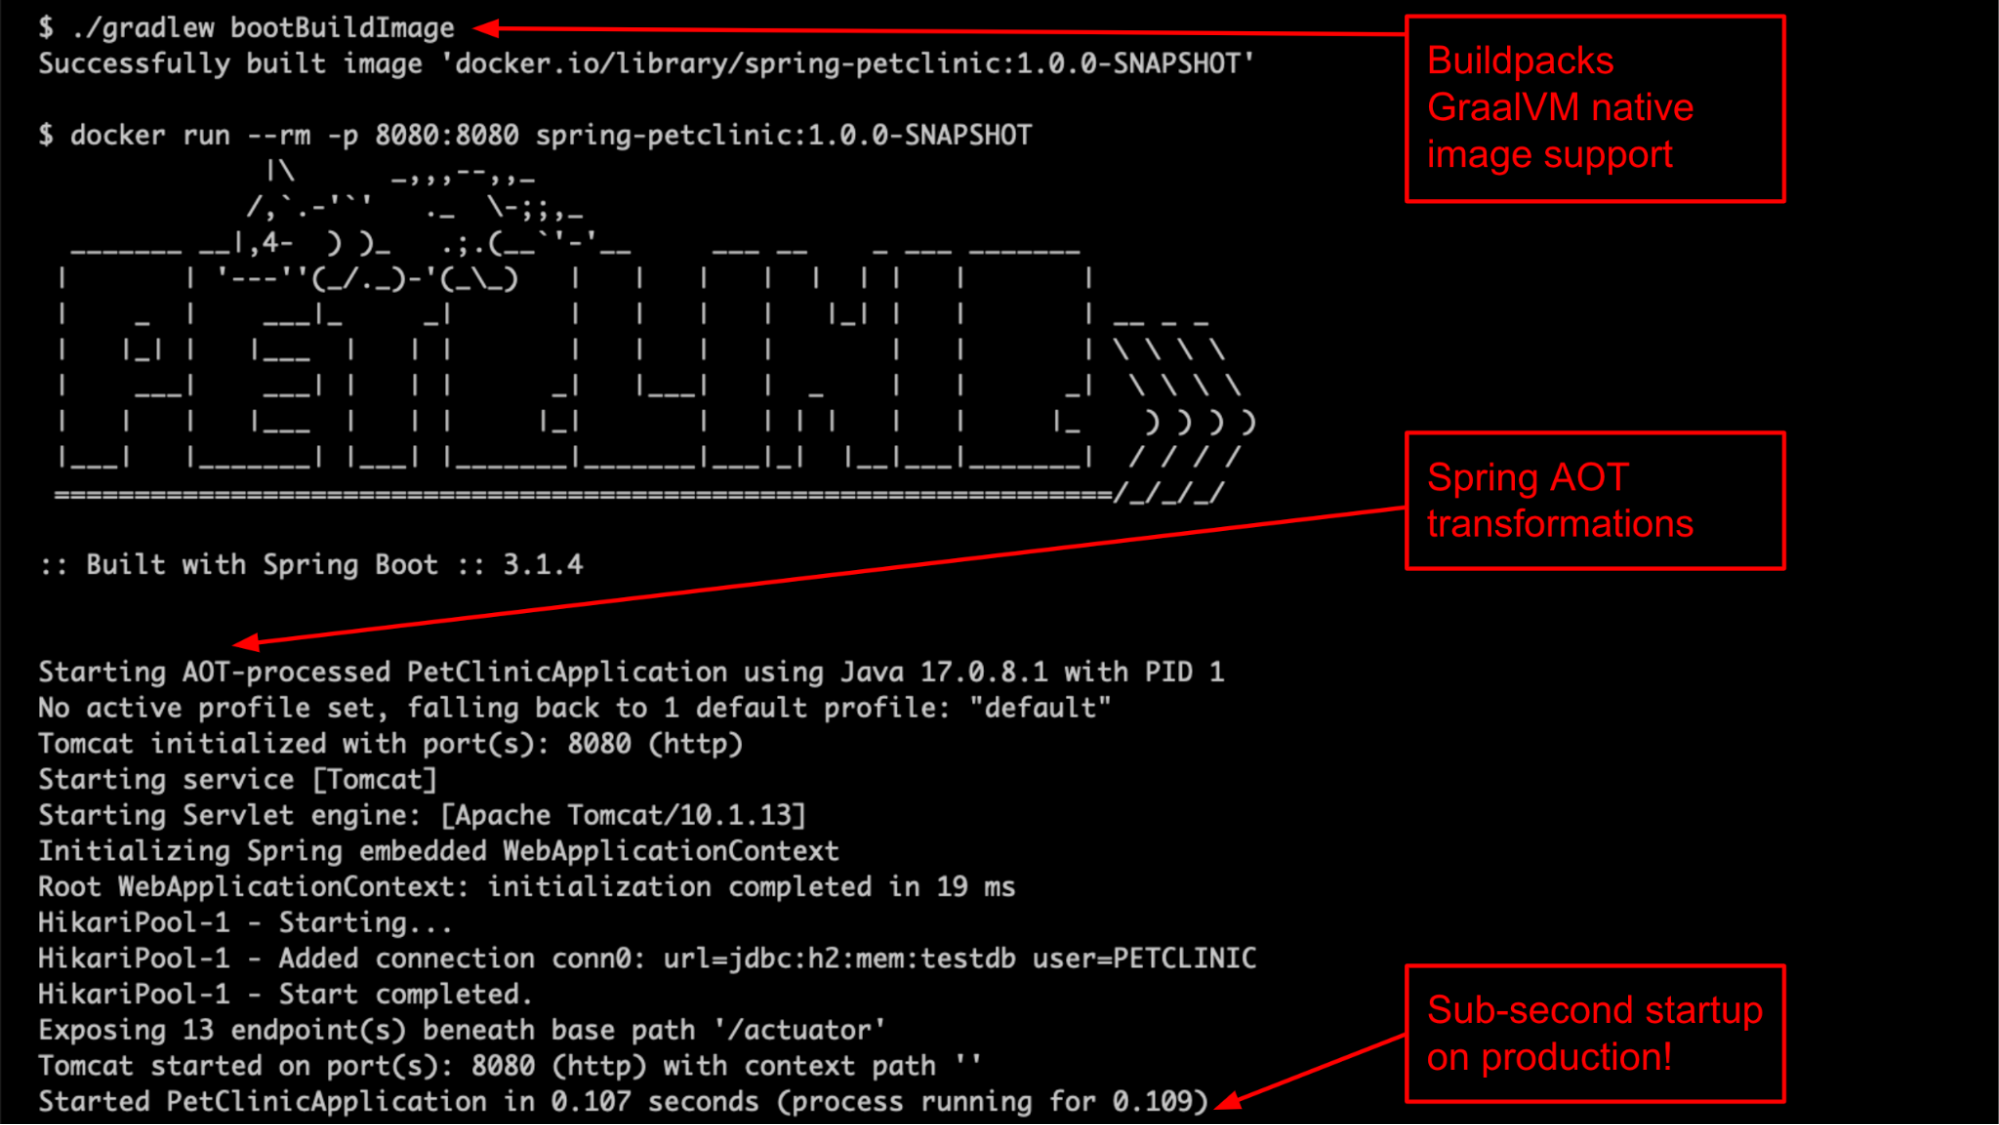 $ ./gradlew bootBuildImage
Successfully built image 'docker.io/library/spring-petclinic:1.0.0-SNAPSHOT'
Buildpacks
GraalVM native
image support
$ docker run --rm -p 8080:8080 spring-petclinic:1.0.0-SNAPSHOT
PETCLINIC
:: Built with Spring Boot :: 3.1.4
Spring AOT
transformations
Starting AOT-processed PetClinicApplication using Java 17.0.8.1 with PID 1
No active profile set, falling back to 1 default profile: "default"
Tomcat initialized with port(s): 8080 (http)
Starting service [Tomcat]
Starting Servlet engine: [Apache Tomcat/10.1.13]
Initializing Spring embedded WebApplicationContext
Root WebApplicationContext: initialization completed in 19 ms
HikariPool-1 - Starting...
HikariPool-1 - Added connection conn0: url=jdbc:h2:mem:testdb user=PETCLINIC
HikariPool-1 - Start completed.
Exposing 13 endpoint(s) beneath base path '/actuator'
Tomcat started on port(s): 8080 (http) with context path ''
Started PetClinicApplication in 0.107 seconds (process running for 0.109)
Sub-second startup
on production!